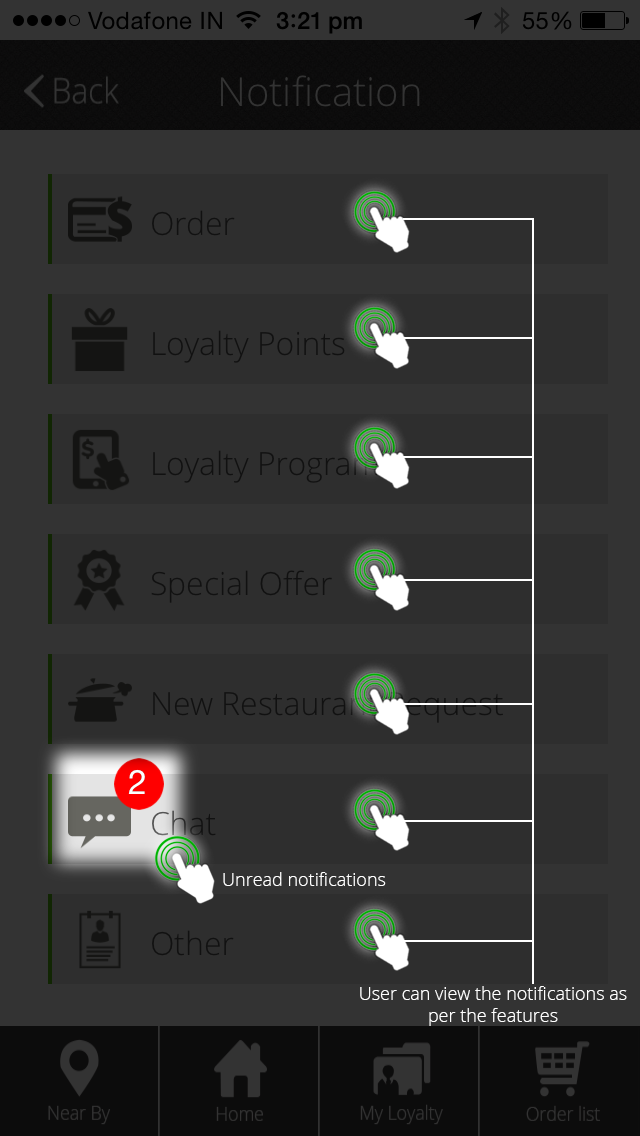 Vodafone IN 3:21 pm 55%
Back Notification
Order
Loyalty Points
Loyalty Program
Special Offer
New Restaurant Request
2
Chat
Unread notifications
Other
User can view the notifications as
per the features
Near By Home My Loyalty Order list